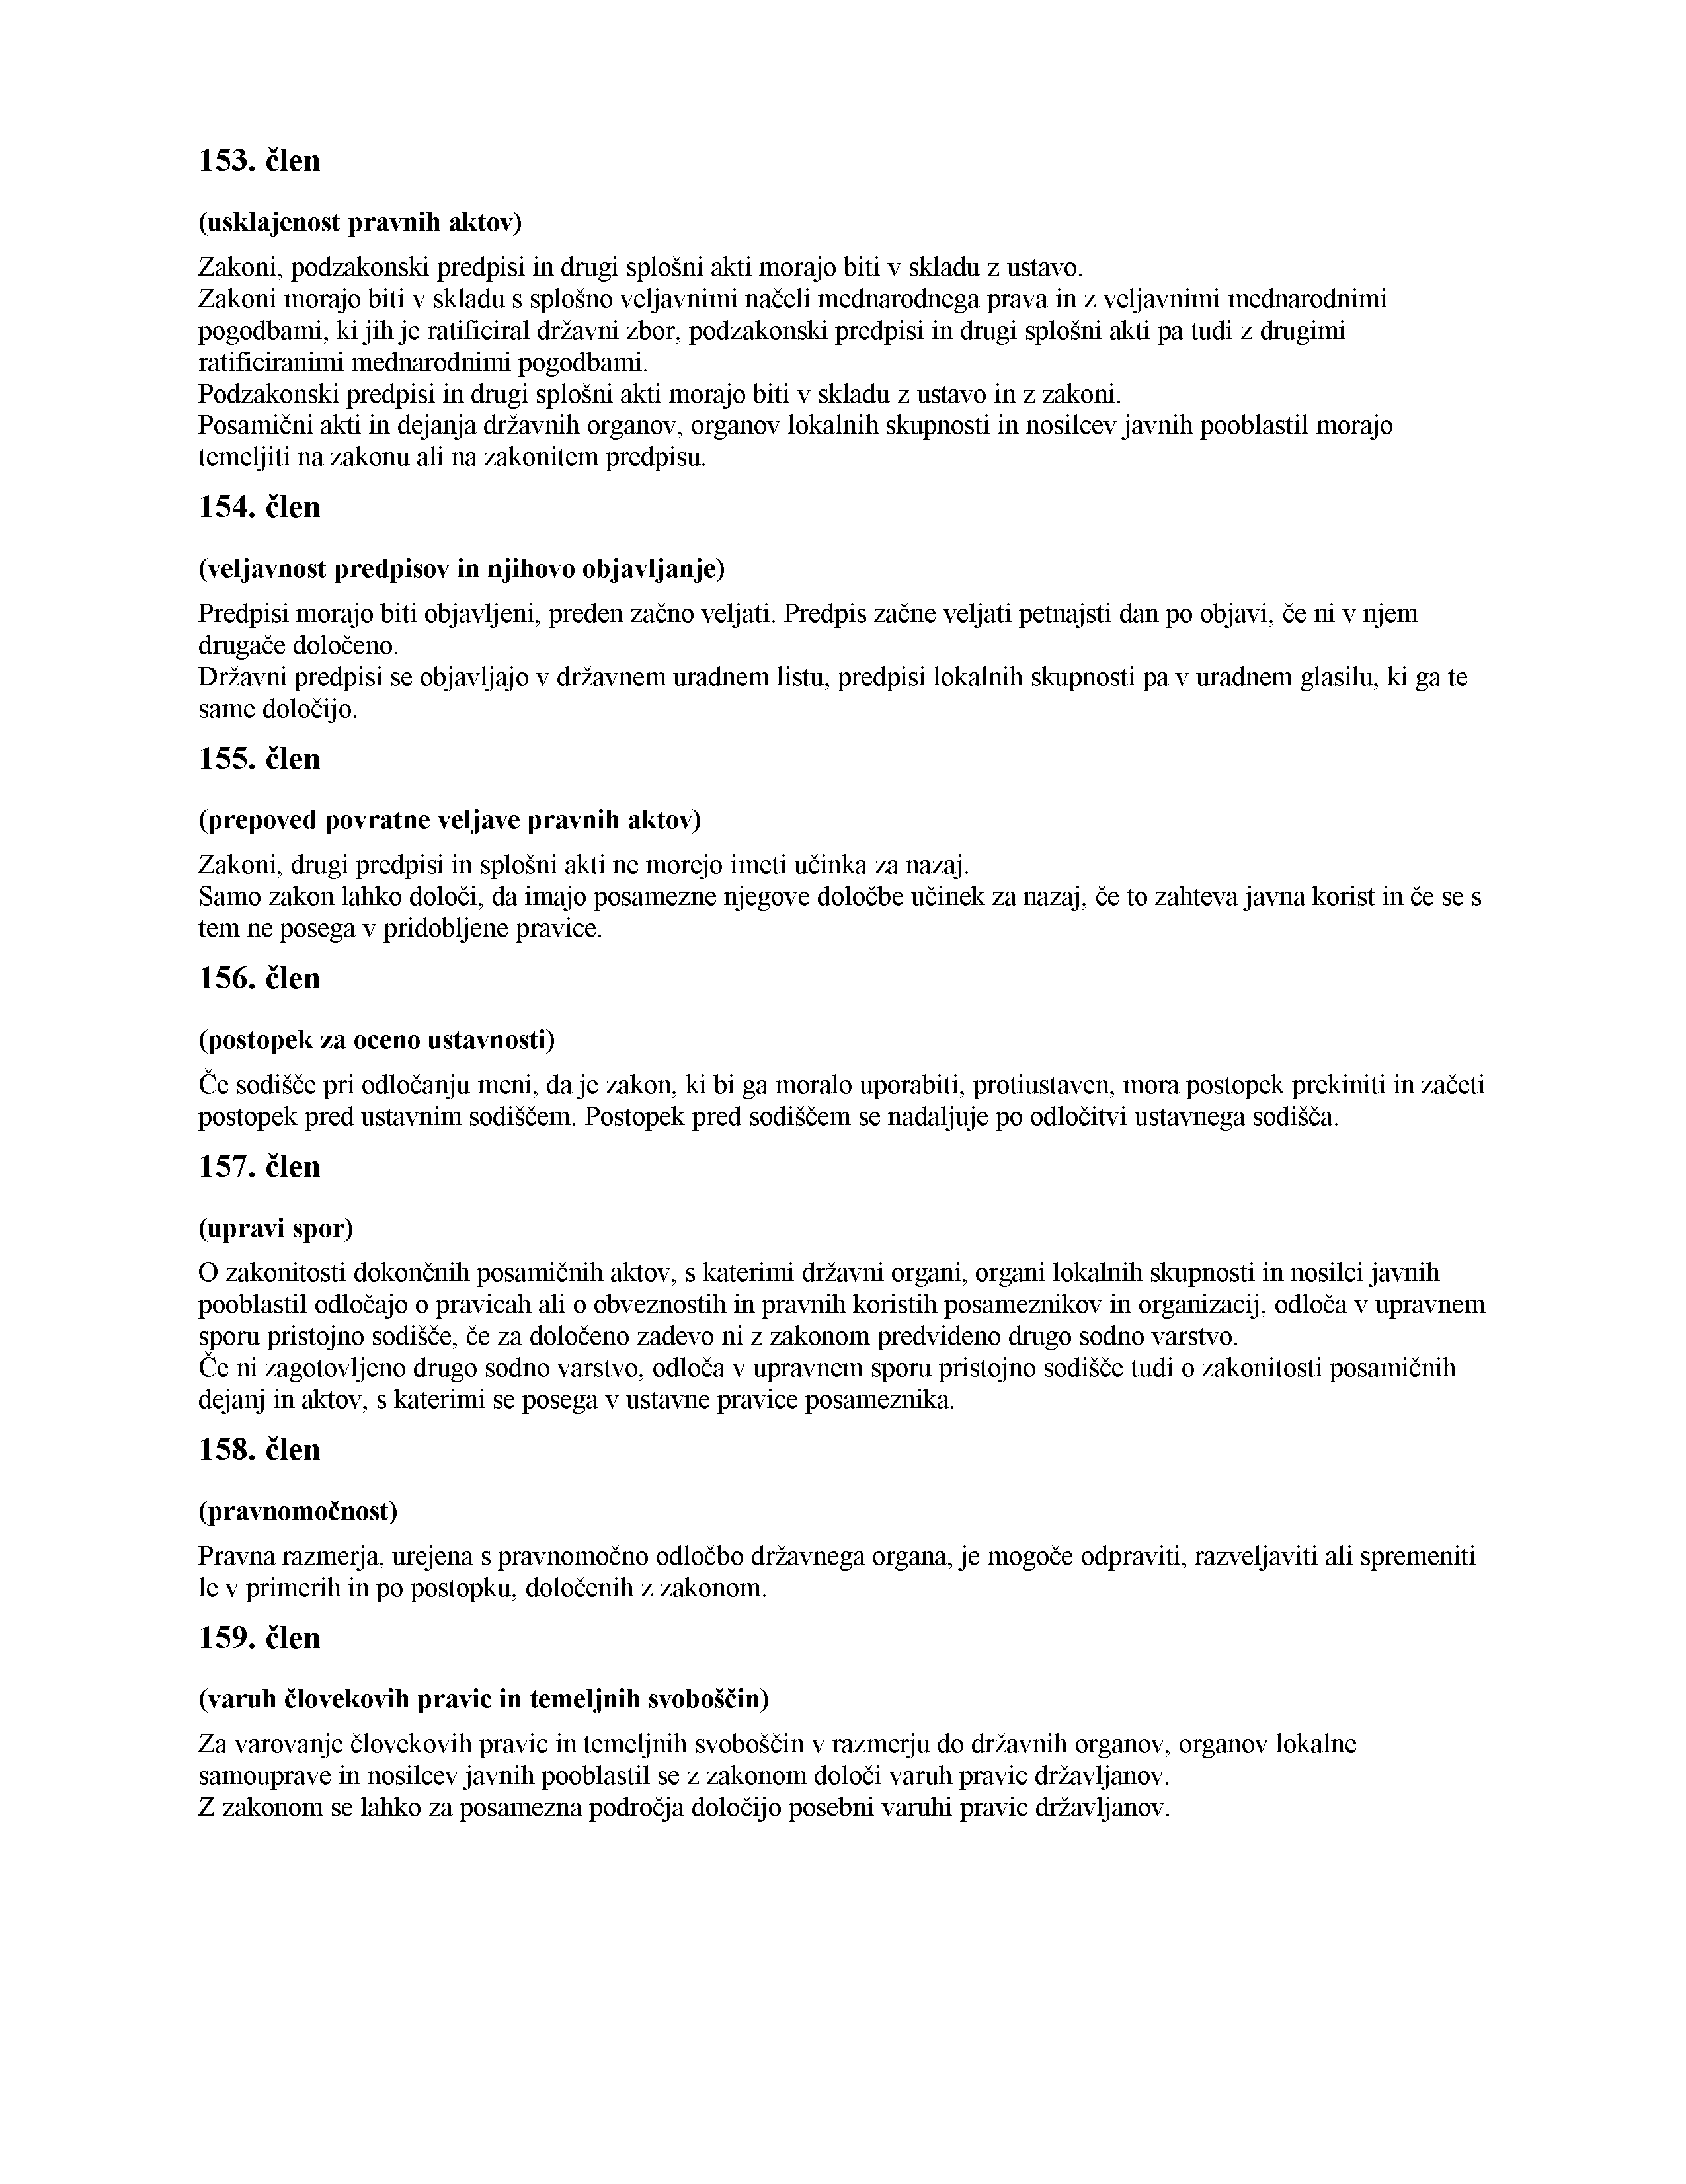 153. člen
(usklajenost pravnih aktov)
Zakoni, podzakonski predpisi in drugi splošni akti morajo biti v skladu z ustavo.
Zakoni morajo biti v skladu s splošno veljavnimi načeli mednarodnega prava in z veljavnimi mednarodnimi
pogodbami, ki jih je ratificiral državni zbor, podzakonski predpisi in drugi splošni akti pa tudi z drugimi
ratificiranimi mednarodnimi pogodbami.
Podzakonski predpisi in drugi splošni akti morajo biti v skladu z ustavo in z zakoni.
Posamični akti in dejanja državnih organov, organov lokalnih skupnosti in nosilcev javnih pooblastil morajo
temeljiti na zakonu ali na zakonitem predpisu.
154. člen
(veljavnost predpisov in njihovo objavljanje)
Predpisi morajo biti objavljeni, preden začno veljati. Predpis začne veljati petnajsti dan po objavi, če ni v njem
drugače določeno.
Državni predpisi se objavljajo v državnem uradnem listu, predpisi lokalnih skupnosti pa v uradnem glasilu, ki ga te
same določijo.
155. člen
(prepoved povratne veljave pravnih aktov)
Zakoni, drugi predpisi in splošni akti ne morejo imeti učinka za nazaj.
Samo zakon lahko določi, da imajo posamezne njegove določbe učinek za nazaj, če to zahteva javna korist in če se s
tem ne posega v pridobljene pravice.
156. člen
(postopek za oceno ustavnosti)
Če sodišče pri odločanju meni, da je zakon, ki bi ga moralo uporabiti, protiustaven, mora postopek prekiniti in začeti
postopek pred ustavnim sodiščem. Postopek pred sodiščem se nadaljuje po odločitvi ustavnega sodišča.
157. člen
(upravi spor)
O zakonitosti dokončnih posamičnih aktov, s katerimi državni organi, organi lokalnih skupnosti in nosilci javnih
pooblastil odločajo o pravicah ali o obveznostih in pravnih koristih posameznikov in organizacij, odloča v upravnem
sporu pristojno sodišče, če za določeno zadevo ni z zakonom predvideno drugo sodno varstvo.
Če ni zagotovljeno drugo sodno varstvo, odloča v upravnem sporu pristojno sodišče tudi o zakonitosti posamičnih
dejanj in aktov, s katerimi se posega v ustavne pravice posameznika.
158. člen
(pravnomočnost)
Pravna razmerja, urejena s pravnomočno odločbo državnega organa, je mogoče odpraviti, razveljaviti ali spremeniti
le v primerih in po postopku, določenih z zakonom.
159. člen
(varuh človekovih pravic in temeljnih svoboščin)
Za varovanje človekovih pravic in temeljnih svoboščin v razmerju do državnih organov, organov lokalne
samouprave in nosilcev javnih pooblastil se z zakonom določi varuh pravic državljanov.
Z zakonom se lahko za posamezna področja določijo posebni varuhi pravic državljanov.